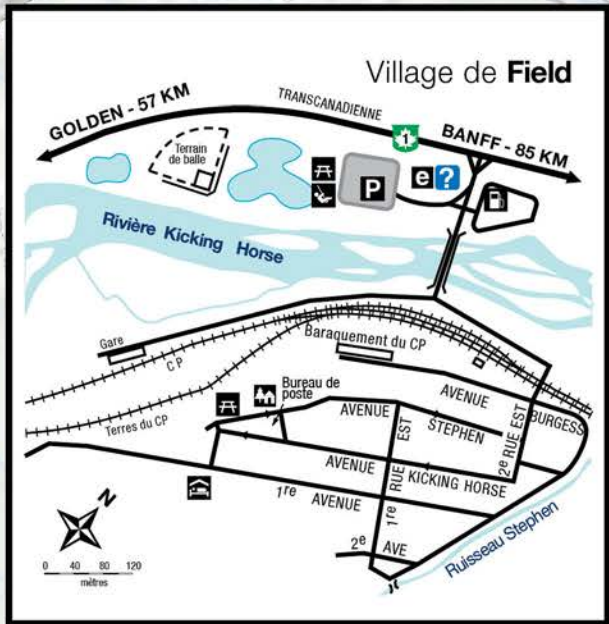 Village de Field
GOLDEN - 57 KM
TRANSCANADIENNE
1
BANFF - 85 KM
Terrain
de balle
P
e ?
Rivière Kicking Horse
Gare
CP
Baraquement du CP
Terres du CP
Bureau de
poste
AVENUE BURGESS
AVENUE STEPHEN
AVENUE KICKING HORSE
1re AVENUE
2e AVE
1re RUE EST
2e RUE EST
Ruisseau Stephen
N
0 40 80 120
mètres